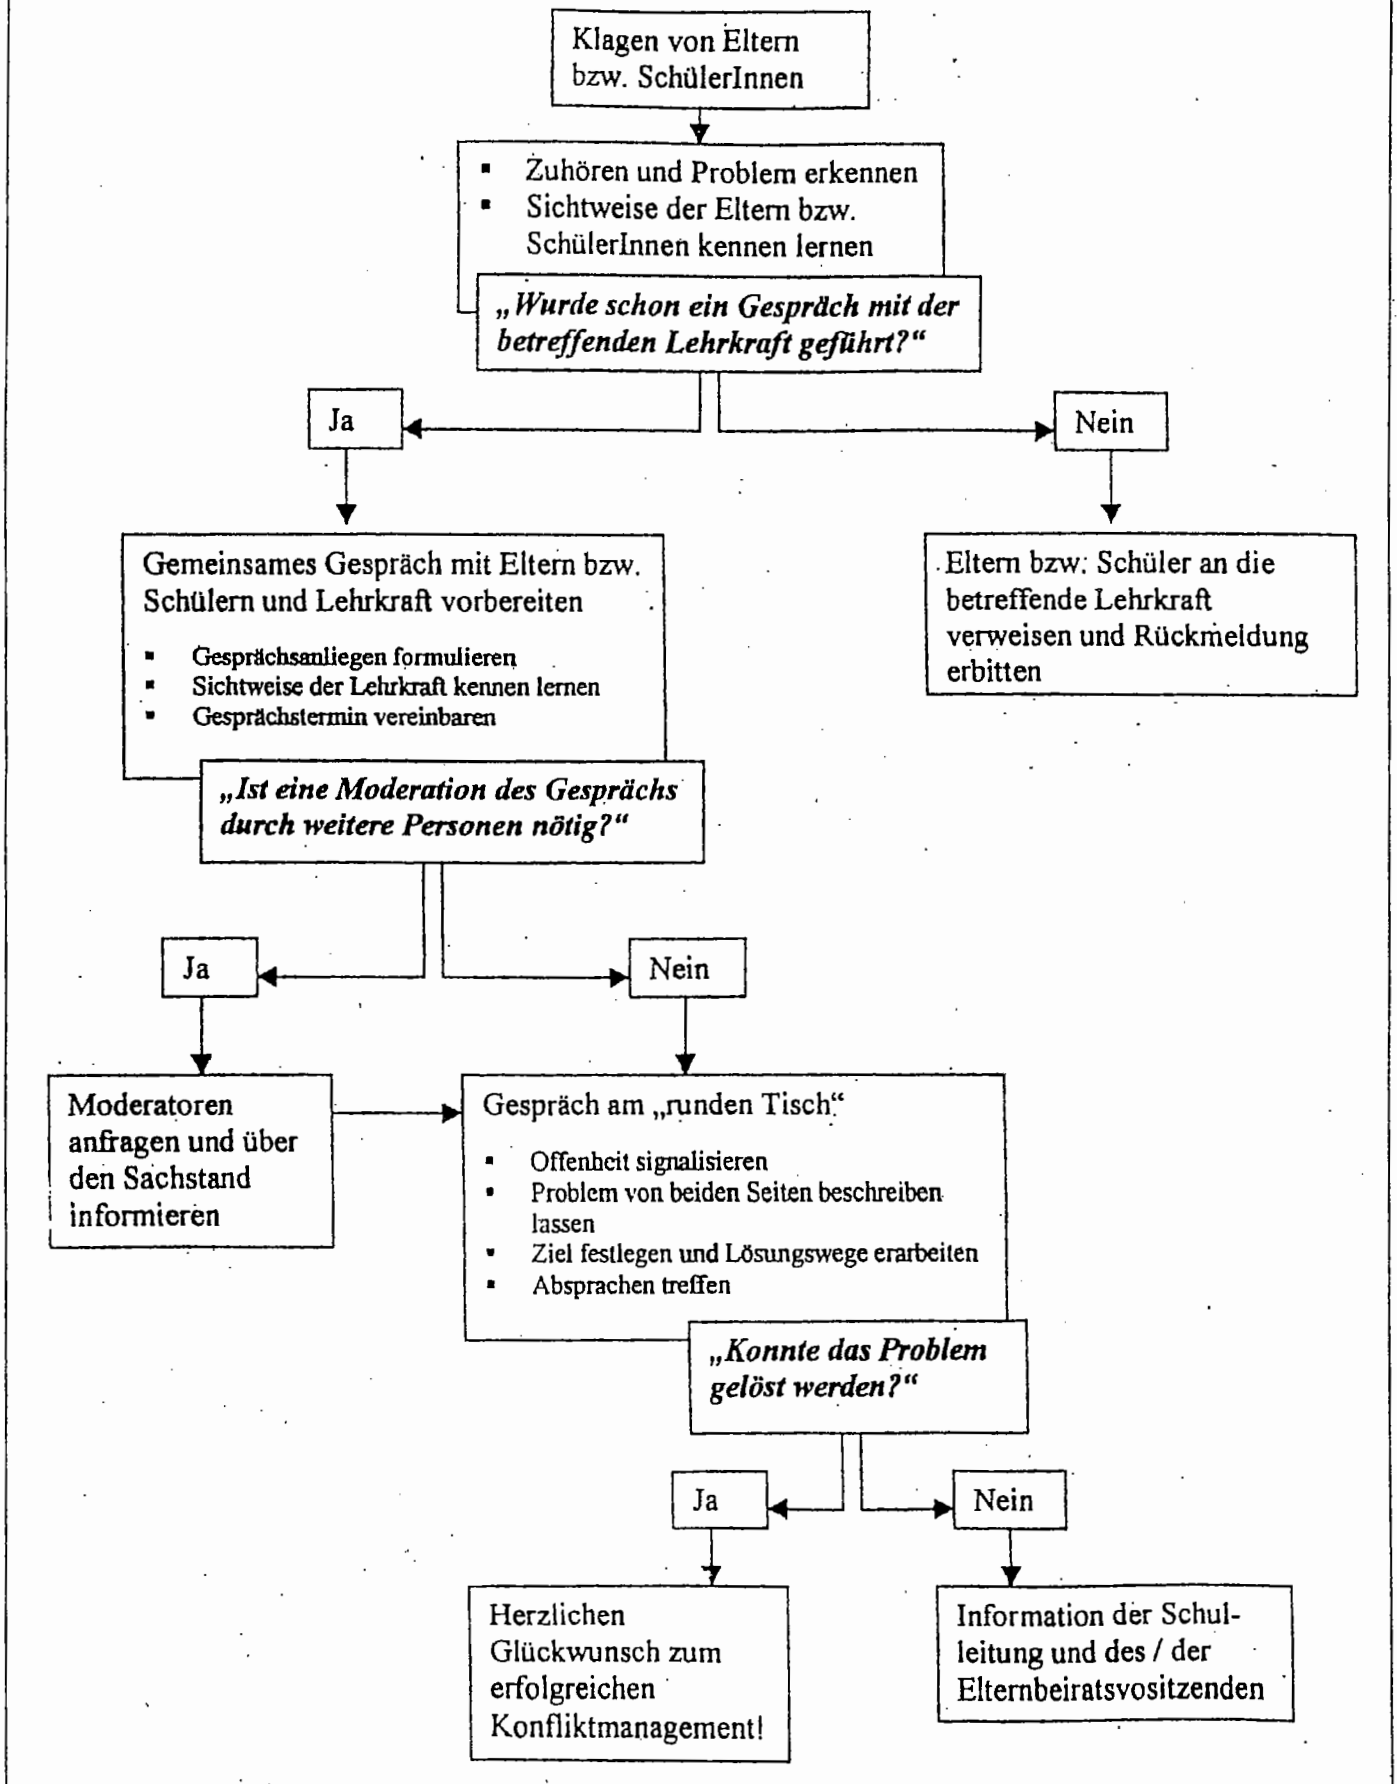 Klagen von Eltern
bzw. SchülerInnen
▪ Zuhören und Problem erkennen
▪ Sichtweise der Eltern bzw.
SchülerInnen kennen lernen
„Wurde schon ein Gespräch mit der
betreffenden Lehrkraft geführt?“
Ja
Nein
Gemeinsames Gespräch mit Eltern bzw.
Schülern und Lehrkraft vorbereiten
▪ Gesprächsanliegen formulieren
▪ Sichtweise der Lehrkraft kennen lernen
▪ Gesprächstermin vereinbaren
Eltern bzw. Schüler an die
betreffende Lehrkraft
verweisen und Rückmeldung
erbitten
„Ist eine Moderation des Gesprächs
durch weitere Personen nötig?“
Ja
Nein
Moderatoren
anfragen und über
den Sachstand
informieren
Gespräch am „runden Tisch“
▪ Offenheit signalisieren
▪ Problem von beiden Seiten beschreiben
lassen
▪ Ziel festlegen und Lösungswege erarbeiten
▪ Absprachen treffen
„Konnte das Problem
gelöst werden?“
Ja
Nein
Herzlichen
Glückwunsch zum
erfolgreichen
Konfliktmanagement!
Information der Schul-
leitung und des / der
Elternbeiratsvositzenden